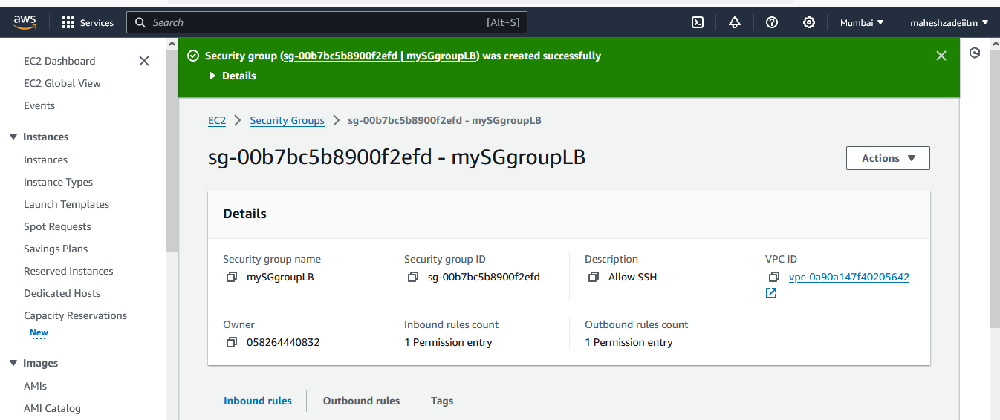 aws Services Search [Alt+S] Mumbai maheshzadeiitm
EC2 Dashboard
EC2 Global View
Events
Instances
Instances
Instance Types
Launch Templates
Spot Requests
Savings Plans
Reserved Instances
Dedicated Hosts
Capacity Reservations
New
Images
AMIs
AMI Catalog
Security group (sg-00b7bc5b8900f2efd | mySGgroupLB) was created successfully
Details
EC2 > Security Groups > sg-00b7bc5b8900f2efd - mySGgroupLB
sg-00b7bc5b8900f2efd - mySGgroupLB
Actions
Details
Security group name
mySGgroupLB
Security group ID
sg-00b7bc5b8900f2efd
Description
Allow SSH
VPC ID
vpc-0a90a147f40205642
Owner
058264440832
Inbound rules count
1 Permission entry
Outbound rules count
1 Permission entry
Inbound rules Outbound rules Tags